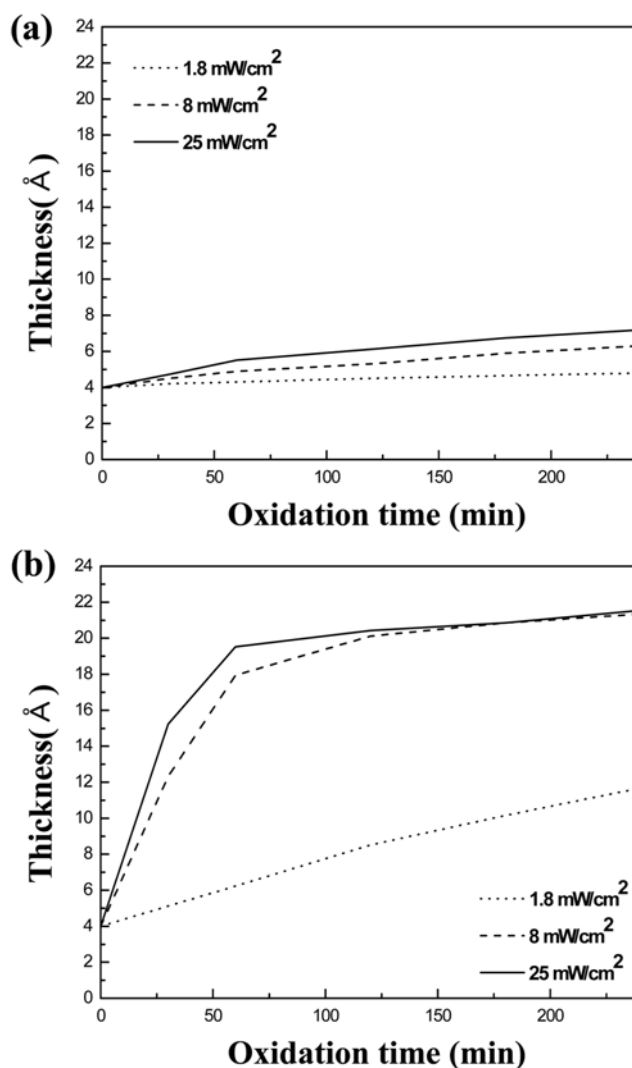 (a)
24
22
20
18
16
14
12
10
8
6
4
2
0
Thickness( Å )
1.8 mW/cm²
8 mW/cm²
25 mW/cm²
0 50 100 150 200
Oxidation time (min)
(b)
24
22
20
18
16
14
12
10
8
6
4
2
0
Thickness( Å )
1.8 mW/cm²
8 mW/cm²
25 mW/cm²
0 50 100 150 200
Oxidation time (min)